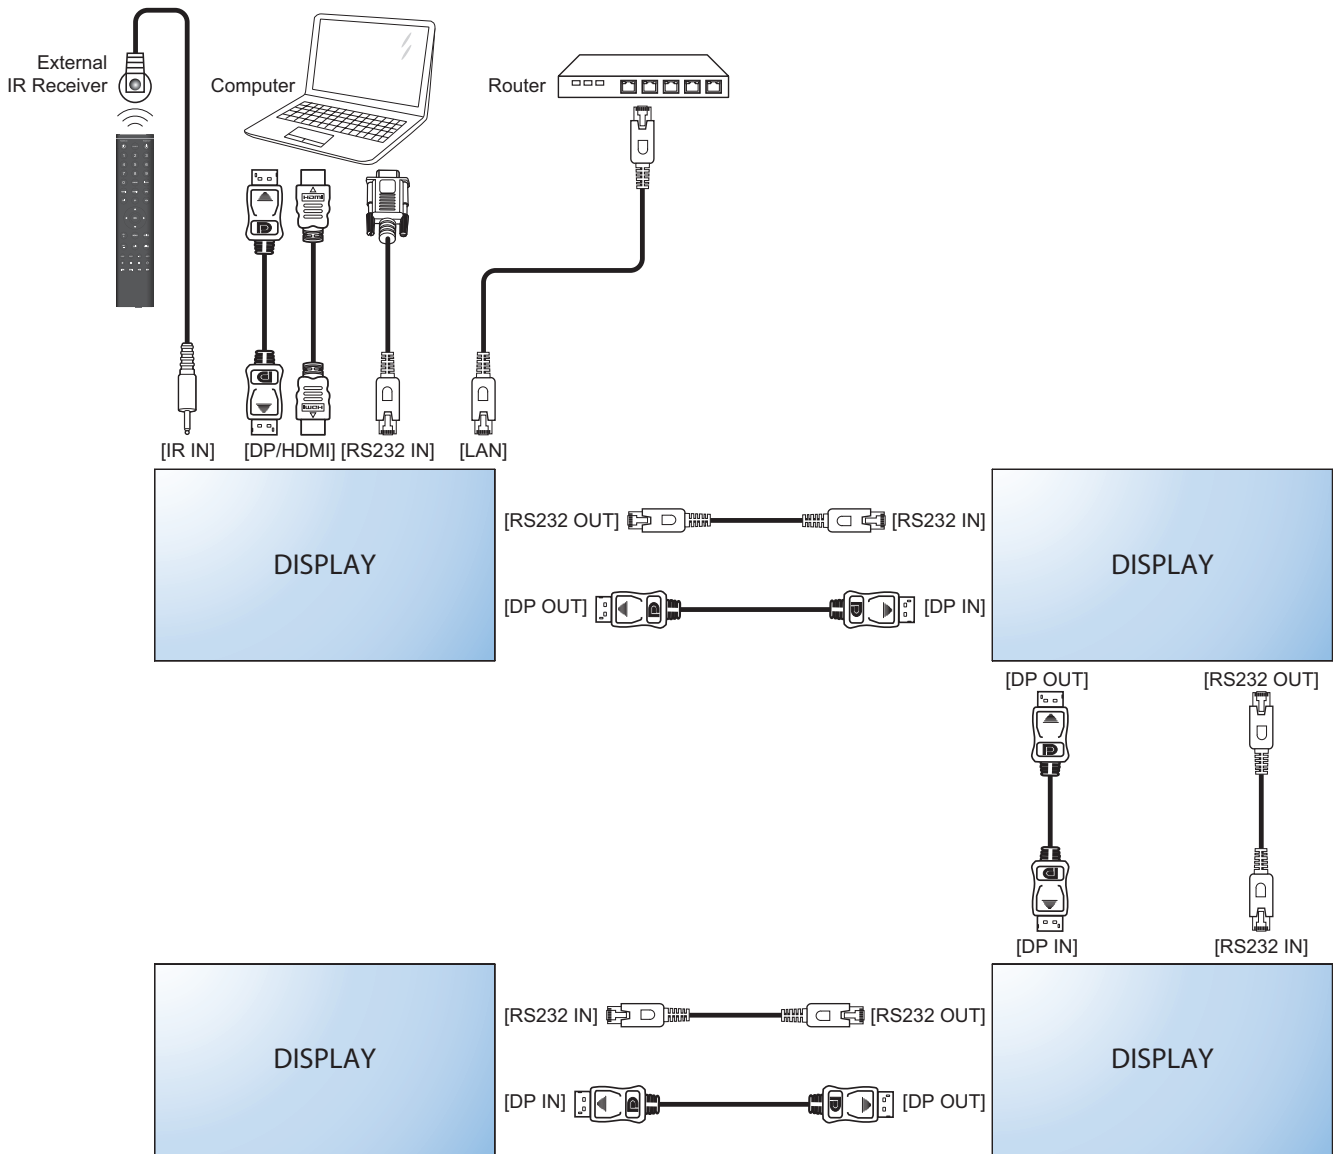 External
IR Receiver
Computer
Router
HDMI
HDMI
[IR IN]
[DP/HDMI]
[RS232 IN]
[LAN]
DISPLAY
[RS232 OUT]
[RS232 IN]
[DP OUT]
[DP IN]
DISPLAY
[DP OUT]
[RS232 OUT]
[DP IN]
[RS232 IN]
DISPLAY
[RS232 IN]
[RS232 OUT]
[DP IN]
[DP OUT]
DISPLAY